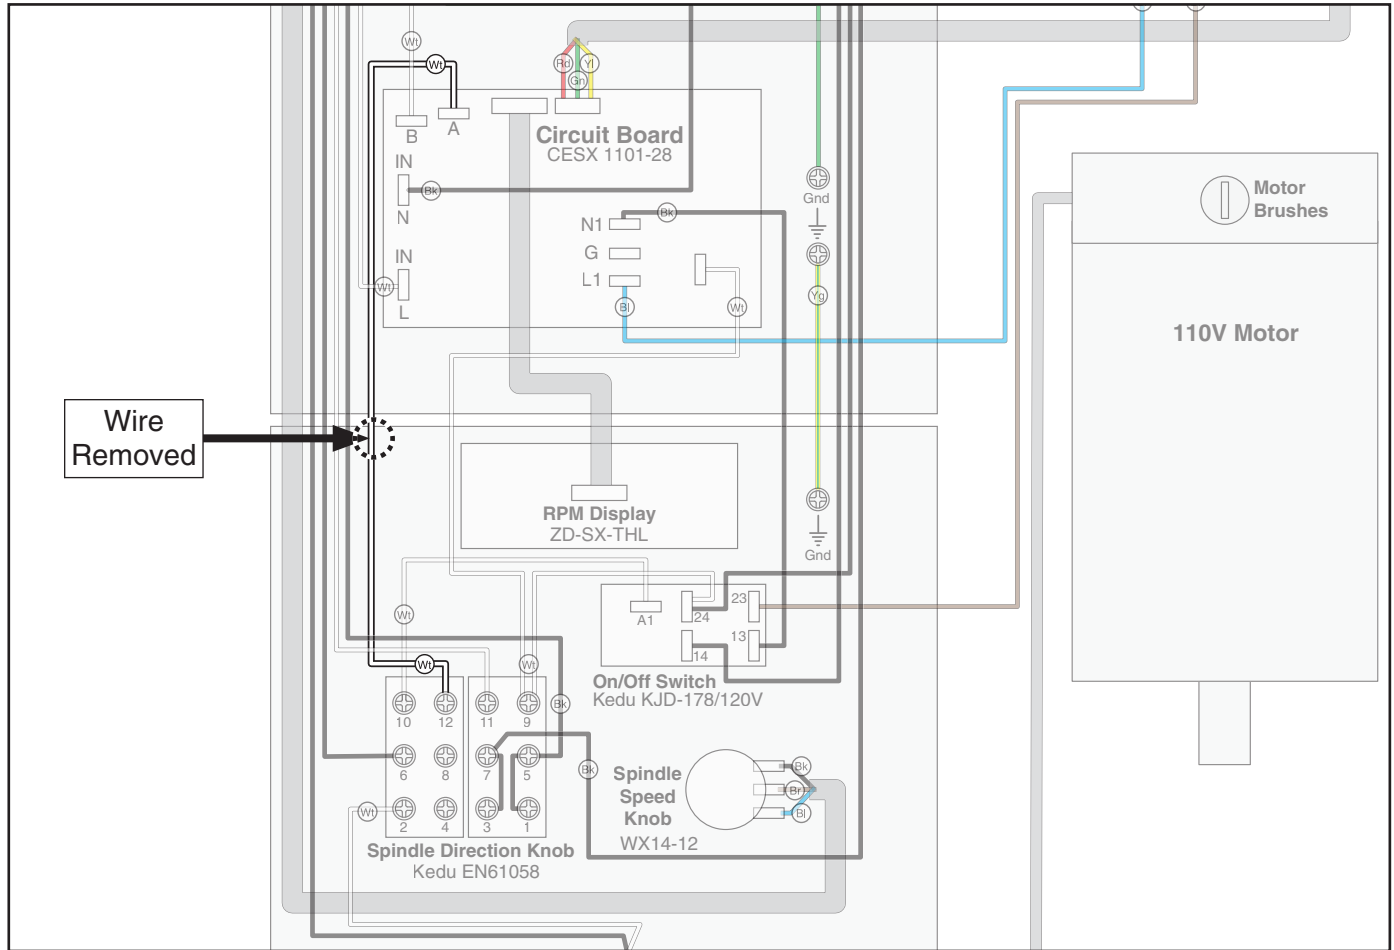 Wt
Wt
Rd
Yl
Gn
B
A
Circuit Board
CESX 1101-28
IN
Bk
N
N1
Bk
G
IN
L1
Wt
L
Bl
Wt
Gnd
Yg
Motor
Brushes
110V Motor
Wire
Removed
RPM Display
ZD-SX-THL
Gnd
Wt
A1
24
23
14
13
On/Off Switch
Kedu KJD-178/120V
Wt
Wt
Bk
10
12
11
9
6
8
7
5
Bk
Wt
2
4
3
1
Spindle Direction Knob
Kedu EN61058
Spindle
Speed
Knob
WX14-12
Bk
Br
Bl